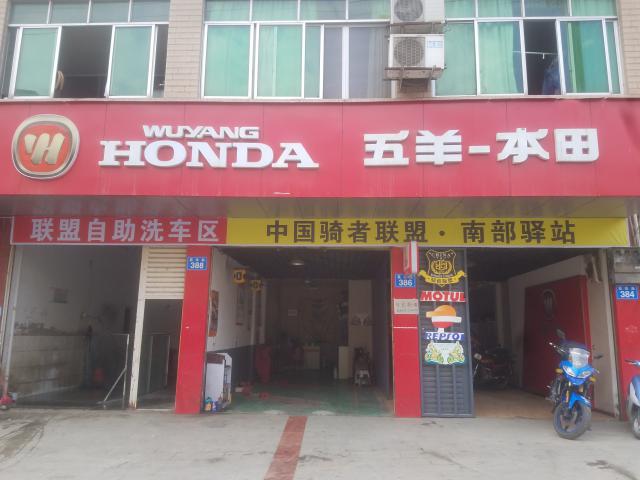 WUYANG
HONDA
五羊-本田
联盟自助洗车区
中国骑者联盟·南部驿站
388
386
384
CHINA
MOTUL
REPSOL